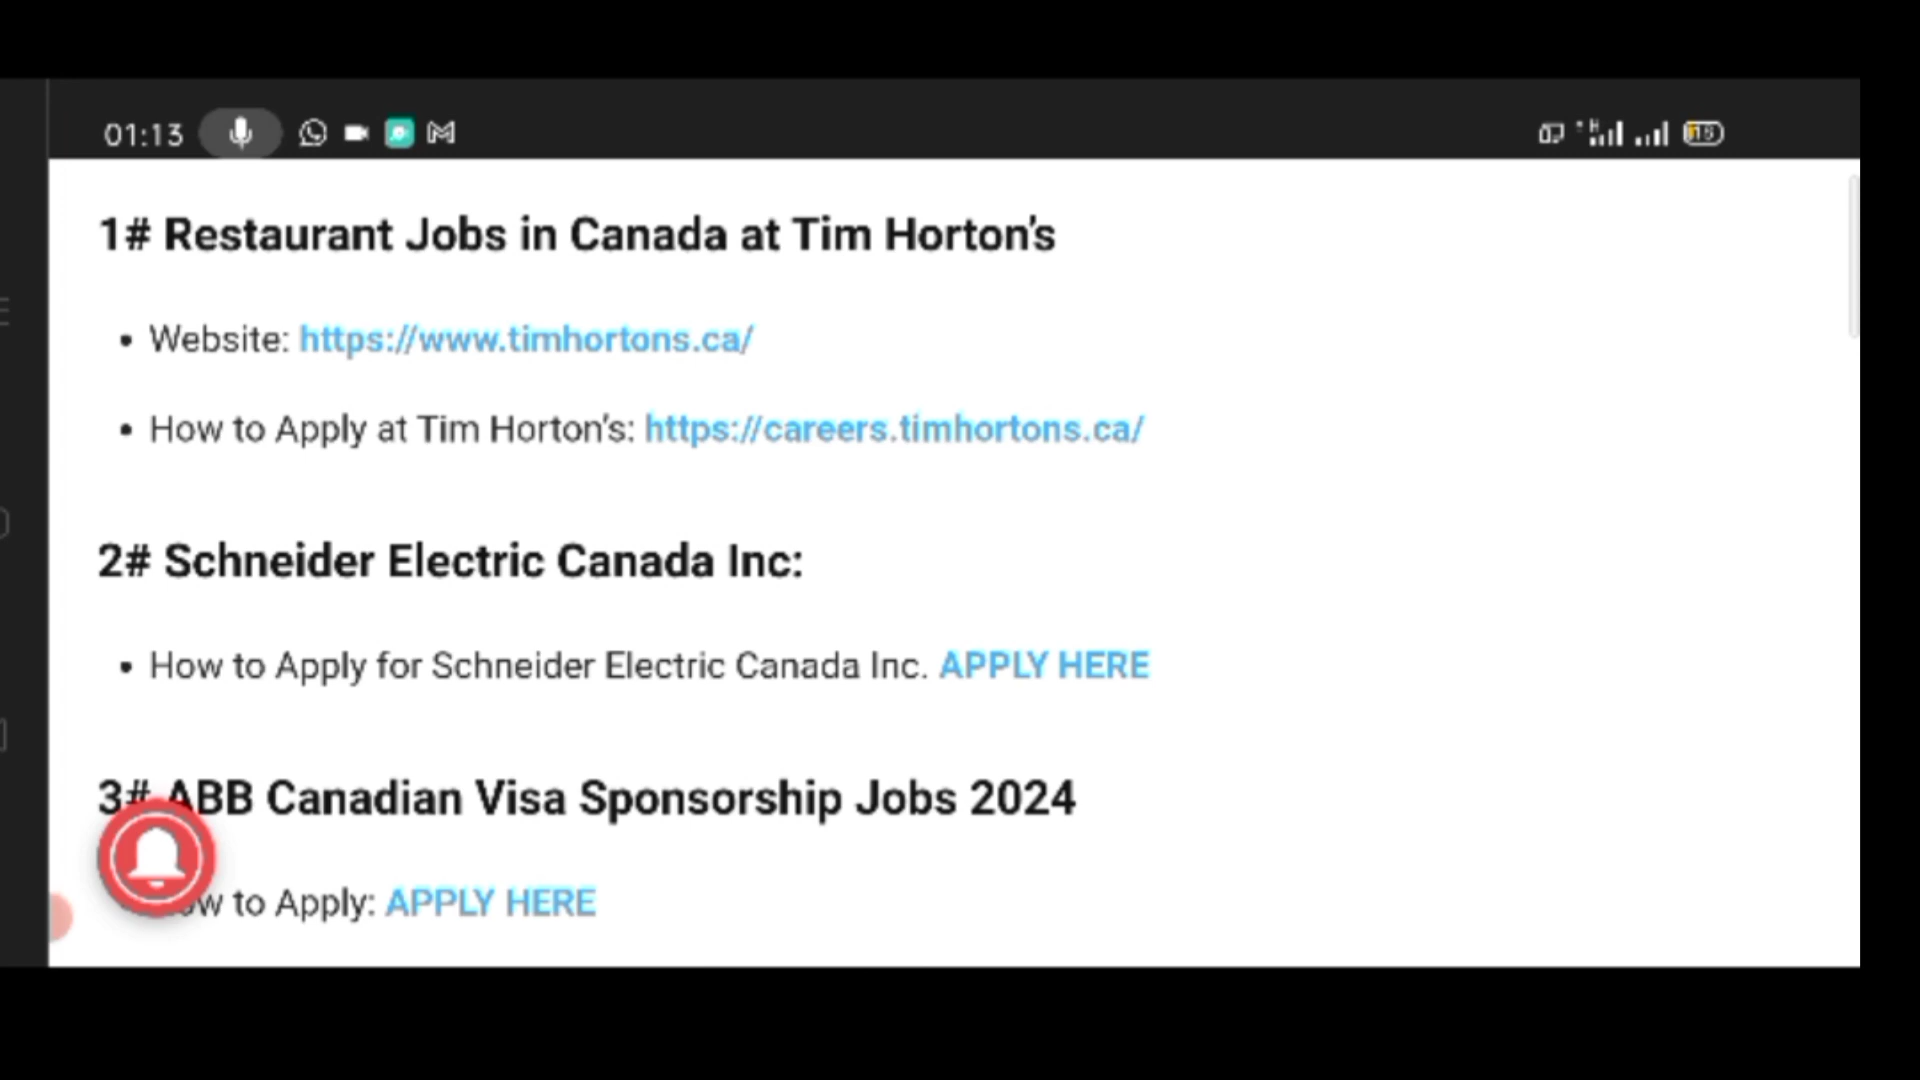 01:13
H
15
1# Restaurant Jobs in Canada at Tim Horton's
• Website: https://www.timhortons.ca/
• How to Apply at Tim Horton's: https://careers.timhortons.ca/
2# Schneider Electric Canada Inc:
• How to Apply for Schneider Electric Canada Inc. APPLY HERE
3# ABB Canadian Visa Sponsorship Jobs 2024
to Apply: APPLY HERE